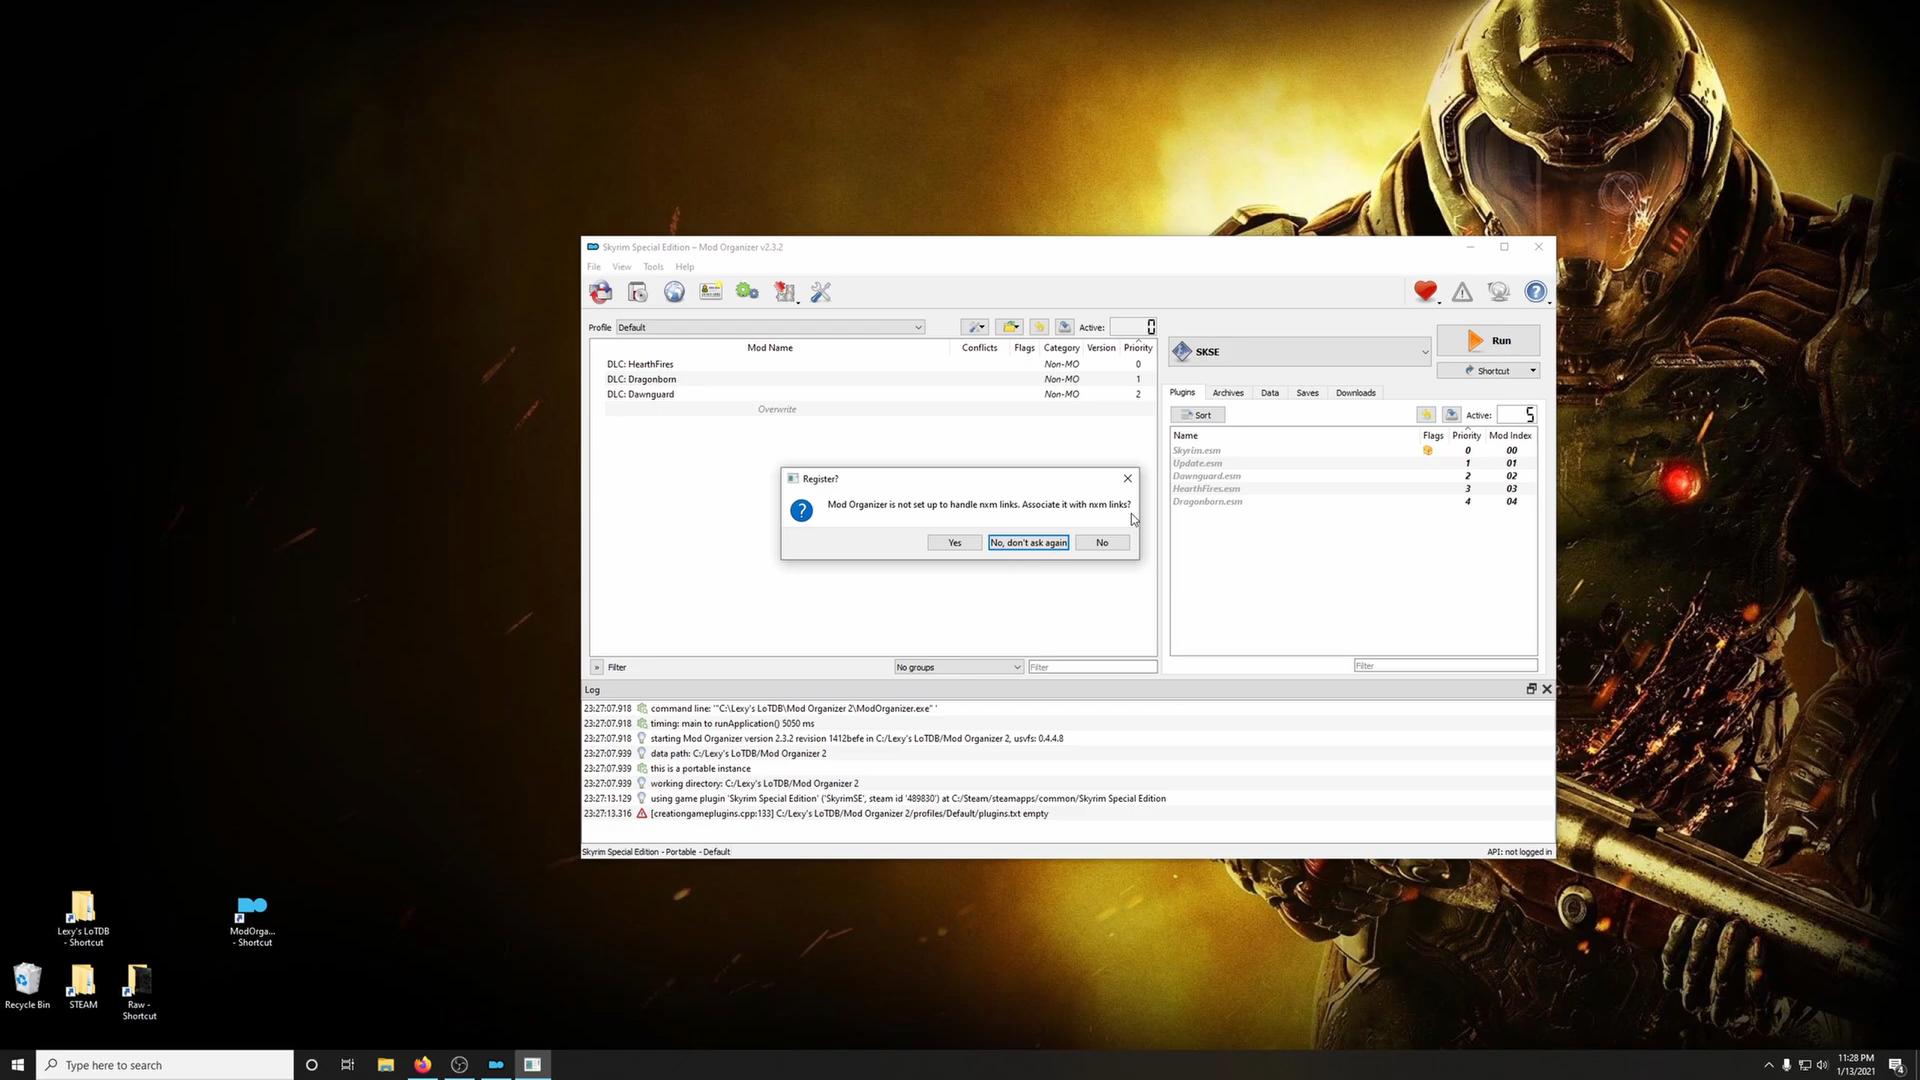 Skyrim Special Edition – Mod Organizer v2.3.2
File View Tools Help
Profile Default Active: 0
Mod Name Conflicts Flags Category Version Priority
DLC: HearthFires Non-MO 0
DLC: Dragonborn Non-MO 1
DLC: Dawnguard Non-MO 2
Overwrite
SKSE
Run
Shortcut
Plugins Archives Data Saves Downloads
Sort Active: 5
Name Flags Priority Mod Index
Skyrim.esm 0 00
Update.esm 1 01
Dawnguard.esm 2 02
HearthFires.esm 3 03
Dragonborn.esm 4 04
Register?
Mod Organizer is not set up to handle nxm links. Associate it with nxm links?
Yes No, don't ask again No
» Filter No groups Filter
Filter
Log
23:27:07.918 command line: '"C:\Lexy's LoTDB\Mod Organizer 2\ModOrganizer.exe" '
23:27:07.918 timing: main to runApplication() 5050 ms
23:27:07.918 starting Mod Organizer version 2.3.2 revision 1412befe in C:/Lexy's LoTDB/Mod Organizer 2, usvfs: 0.4.4.8
23:27:07.939 data path: C:/Lexy's LoTDB/Mod Organizer 2
23:27:07.939 this is a portable instance
23:27:07.939 working directory: C:/Lexy's LoTDB/Mod Organizer 2
23:27:13.129 using game plugin 'Skyrim Special Edition' ('SkyrimSE', steam id '489830') at C:/Steam/steamapps/common/Skyrim Special Edition
23:27:13.316 [creationgameplugins.cpp:133] C:/Lexy's LoTDB/Mod Organizer 2/profiles/Default/plugins.txt empty
Skyrim Special Edition - Portable - Default API: not logged in
Lexy's LoTDB
- Shortcut
ModOrga...
- Shortcut
Recycle Bin
STEAM
Raw -
Shortcut
Type here to search
11:28 PM
1/13/2021
4